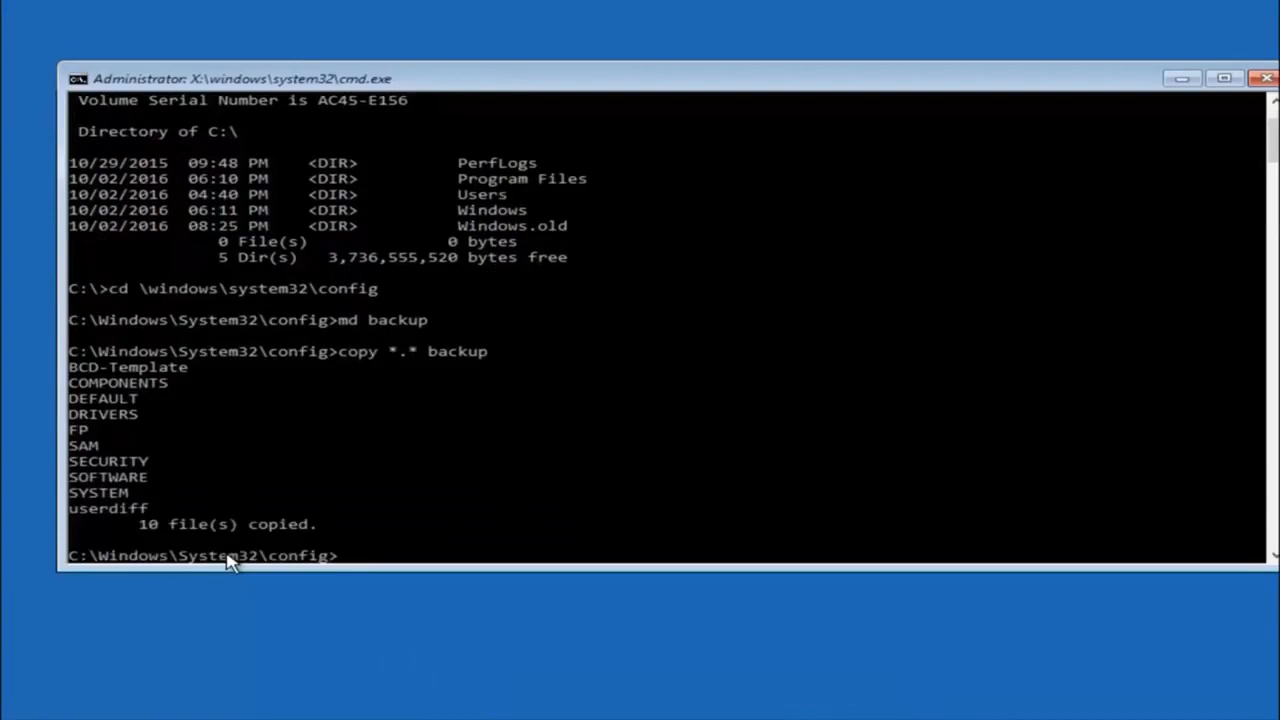 Administrator: X:\windows\system32\cmd.exe
Volume Serial Number is AC45-E156
Directory of C:\
10/29/2015 09:48 PM <DIR> PerfLogs
10/02/2016 06:10 PM <DIR> Program Files
10/02/2016 04:40 PM <DIR> Users
10/02/2016 06:11 PM <DIR> Windows
10/02/2016 08:25 PM <DIR> Windows.old
0 File(s) 0 bytes
5 Dir(s) 3,736,555,520 bytes free
C:\>cd \windows\system32\config
C:\Windows\System32\config>md backup
C:\Windows\System32\config>copy *.* backup
BCD-Template
COMPONENTS
DEFAULT
DRIVERS
FP
SAM
SECURITY
SOFTWARE
SYSTEM
userdiff
10 file(s) copied.
C:\Windows\System32\config>